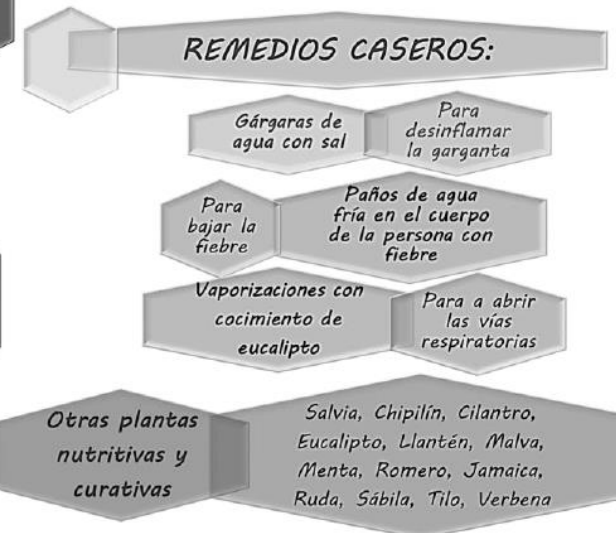 REMEDIOS CASEROS:
Gárgaras de
agua con sal
Para
desinflamar
la garganta
Para
bajar la
fiebre
Paños de agua
fría en el cuerpo
de la persona con
fiebre
Vaporizaciones con
cocimiento de
eucalipto
Para a abrir
las vías
respiratorias
Otras plantas
nutritivas y
curativas
Salvia, Chipilín, Cilantro,
Eucalipto, Llantén, Malva,
Menta, Romero, Jamaica,
Ruda, Sábila, Tilo, Verbena